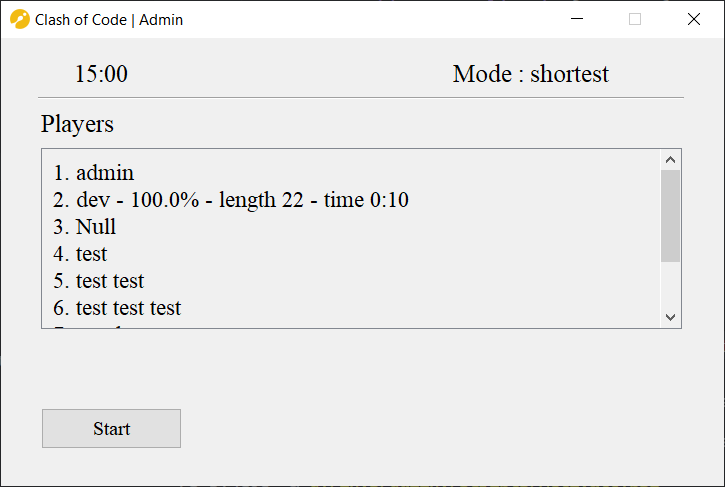 Clash of Code | Admin
15:00
Mode : shortest
Players
1. admin
2. dev - 100.0% - length 22 - time 0:10
3. Null
4. test
5. test test
6. test test test
Start